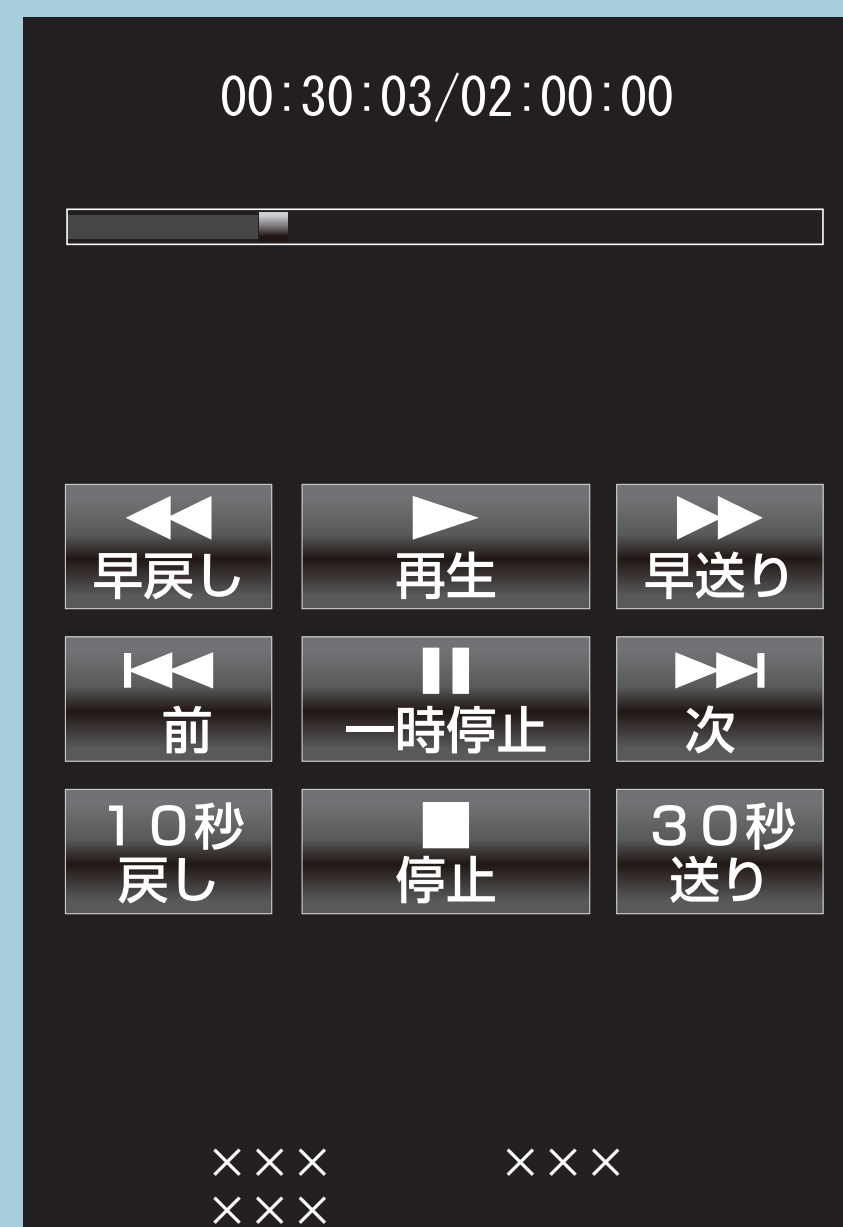 00:30:03/02:00:00
早戻し 再生 早送り
前 一時停止 次
１０秒 停止 ３０秒
戻し 送り
××× ×××
×××